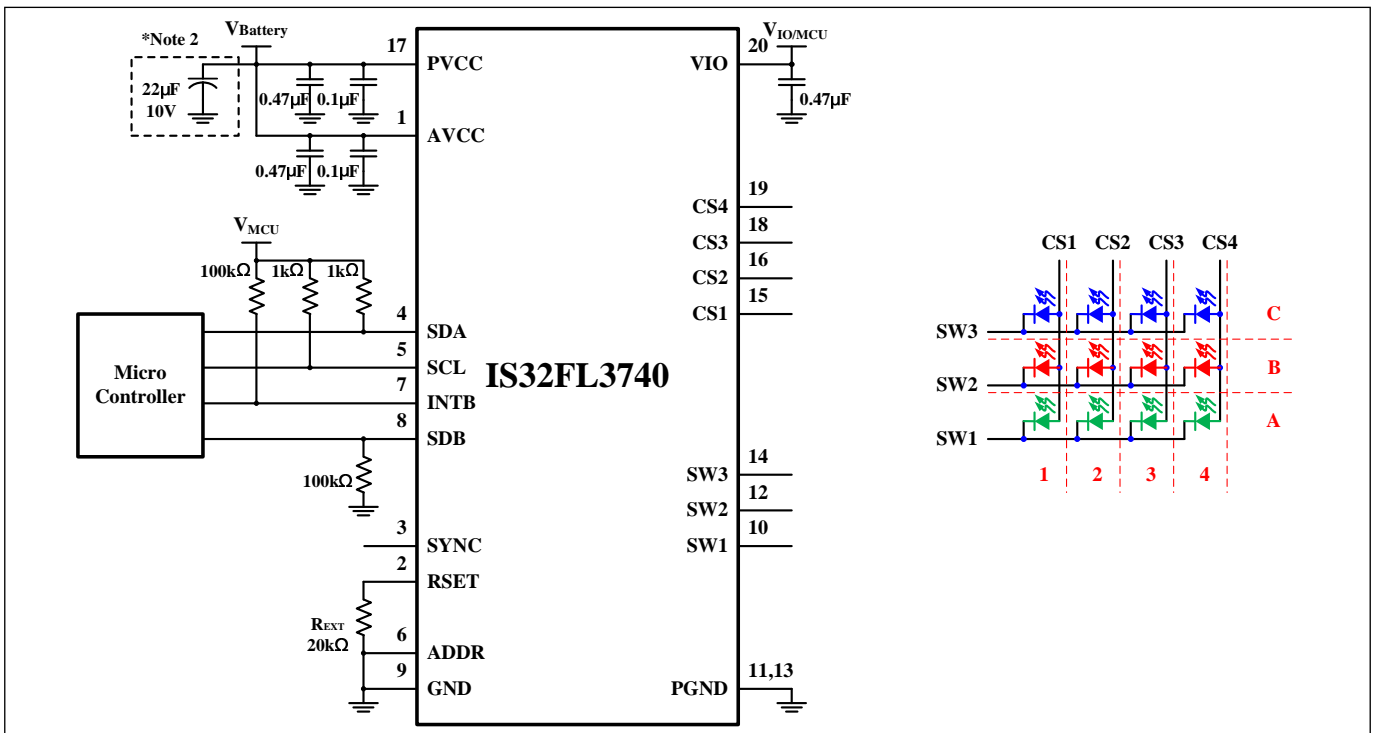 *Note 2
VBattery
22µF
10V
0.47µF
0.1µF
17
PVCC
1
AVCC
0.47µF
0.1µF
VMCU
100kΩ
1kΩ
1kΩ
Micro
Controller
4
SDA
5
SCL
7
INTB
8
SDB
100kΩ
3
SYNC
2
RSET
REXT
20kΩ
6
ADDR
9
GND
IS32FL3740
VIO/MCU
20
VIO
0.47µF
19
CS4
18
CS3
16
CS2
15
CS1
14
SW3
12
SW2
10
SW1
11,13
PGND
CS1 CS2 CS3 CS4
SW3 C
SW2 B
SW1 A
1 2 3 4